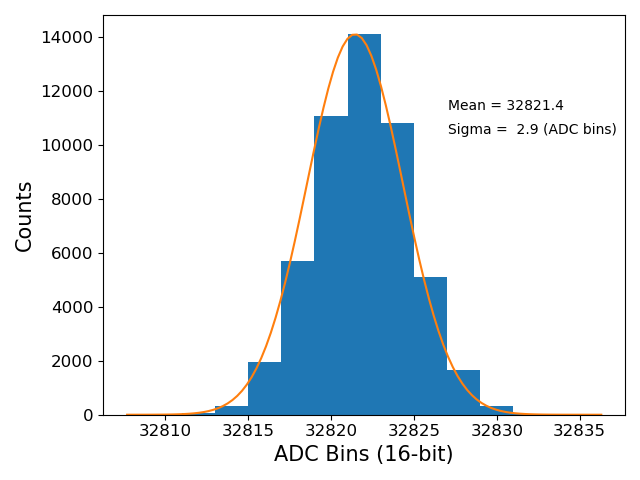 14000
12000
10000
8000
6000
4000
2000
0
Counts
Mean = 32821.4
Sigma =  2.9 (ADC bins)
32810 32815 32820 32825 32830 32835
ADC Bins (16-bit)